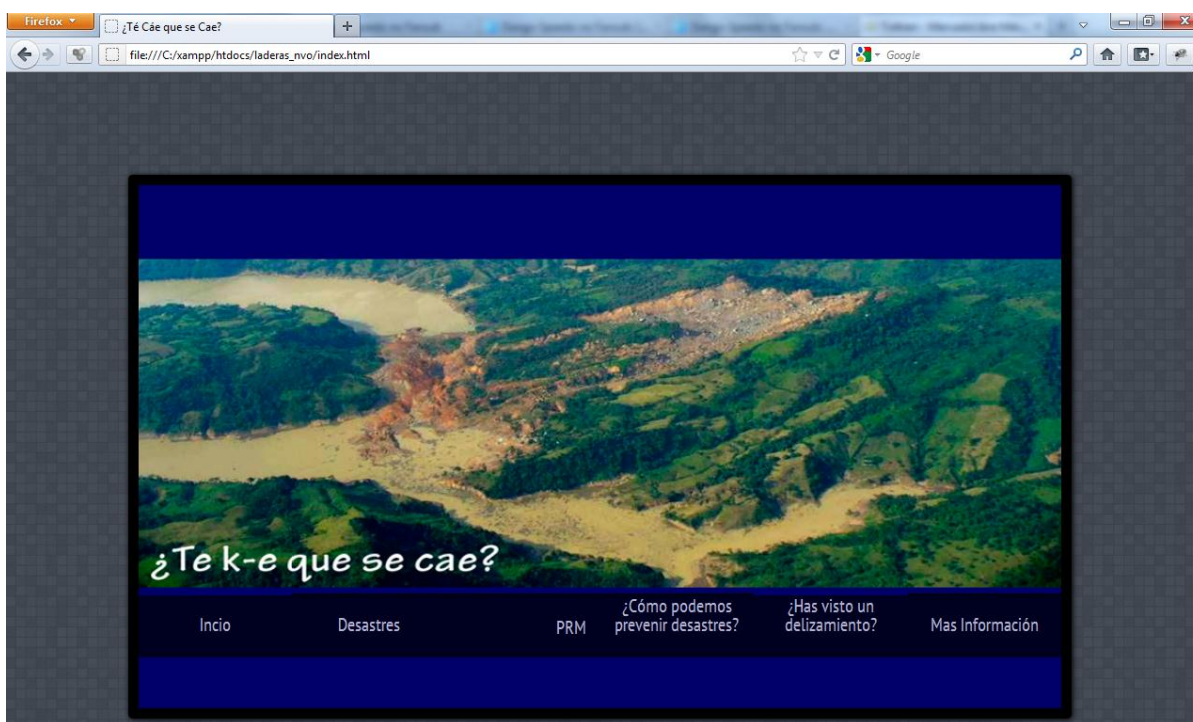 Firefox
¿Té Cáe que se Cae?
file:///C:/xampp/htdocs/laderas_nvo/index.html
Google
¿Te k-e que se cae?
Incio
Desastres
PRM
¿Cómo podemos
prevenir desastres?
¿Has visto un
delizamiento?
Mas Información